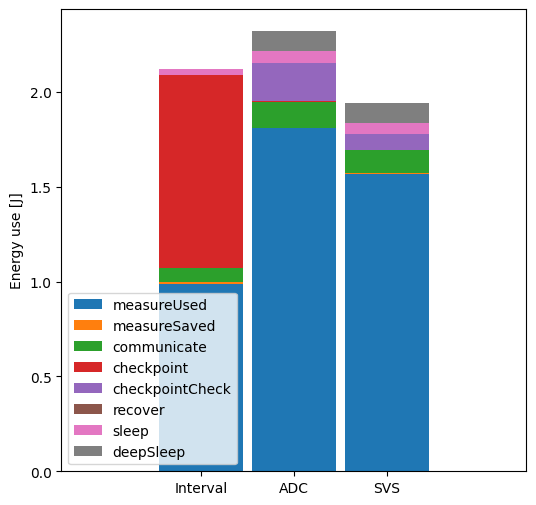 Energy use [J]
2.0
1.5
1.0
0.5
0.0
measureUsed
measureSaved
communicate
checkpoint
checkpointCheck
recover
sleep
deepSleep
Interval ADC SVS